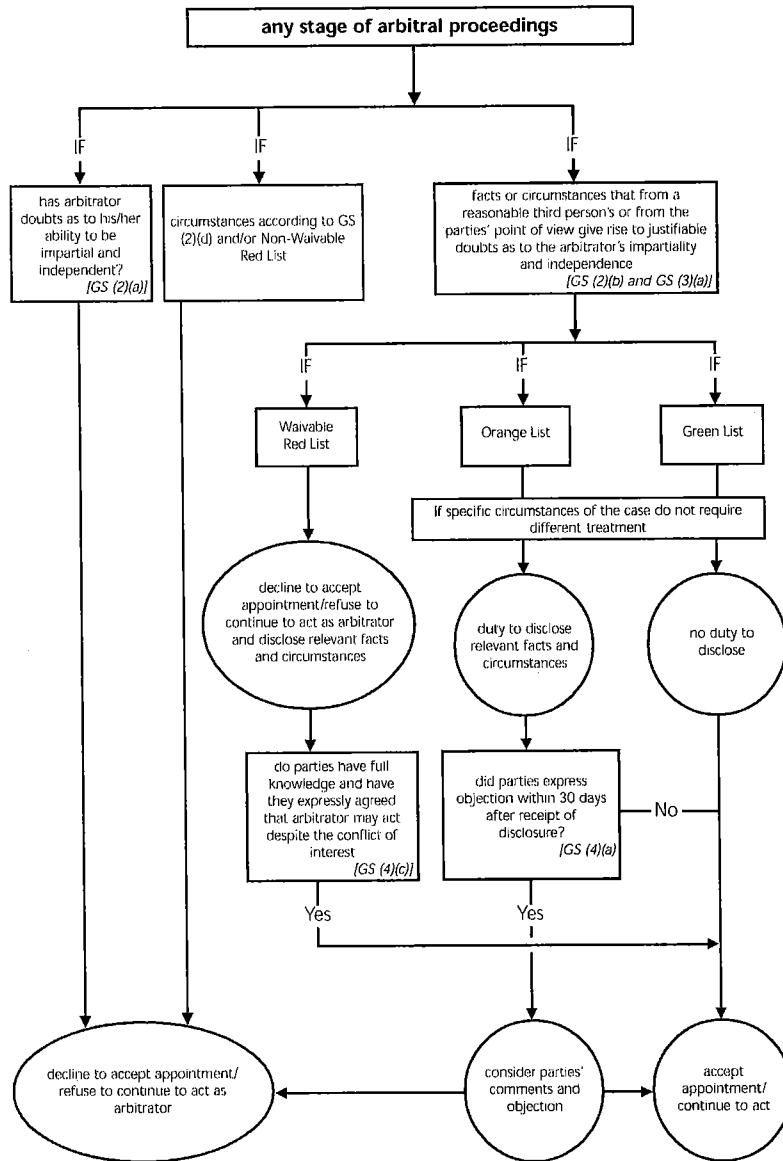 any stage of arbitral proceedings
IF
IF
IF
has arbitrator
doubts as to his/her
ability to be
impartial and
independent?
[GS (2)(a)]
circumstances according to GS
(2)(d) and/or Non-Waivable
Red List
facts or circumstances that from a
reasonable third person's or from the
parties' point of view give rise to justifiable
doubts as to the arbitrator's impartiality
and independence
[GS (2)(b) and GS (3)(a)]
IF
IF
IF
Waivable
Red List
Orange List
Green List
if specific circumstances of the case do not require
different treatment
decline to accept
appointment/refuse to
continue to act as arbitrator
and disclose relevant facts
and circumstances
duty to disclose
relevant facts and
circumstances
no duty to
disclose
do parties have full
knowledge and have
they expressly agreed
that arbitrator may act
despite the conflict of
interest
[GS (4)(c)]
did parties express
objection within 30 days
after receipt of
disclosure?
[GS (4)(a)
No
Yes
Yes
decline to accept appointment/
refuse to continue to act as
arbitrator
consider parties'
comments and
objection
accept
appointment/
continue to act